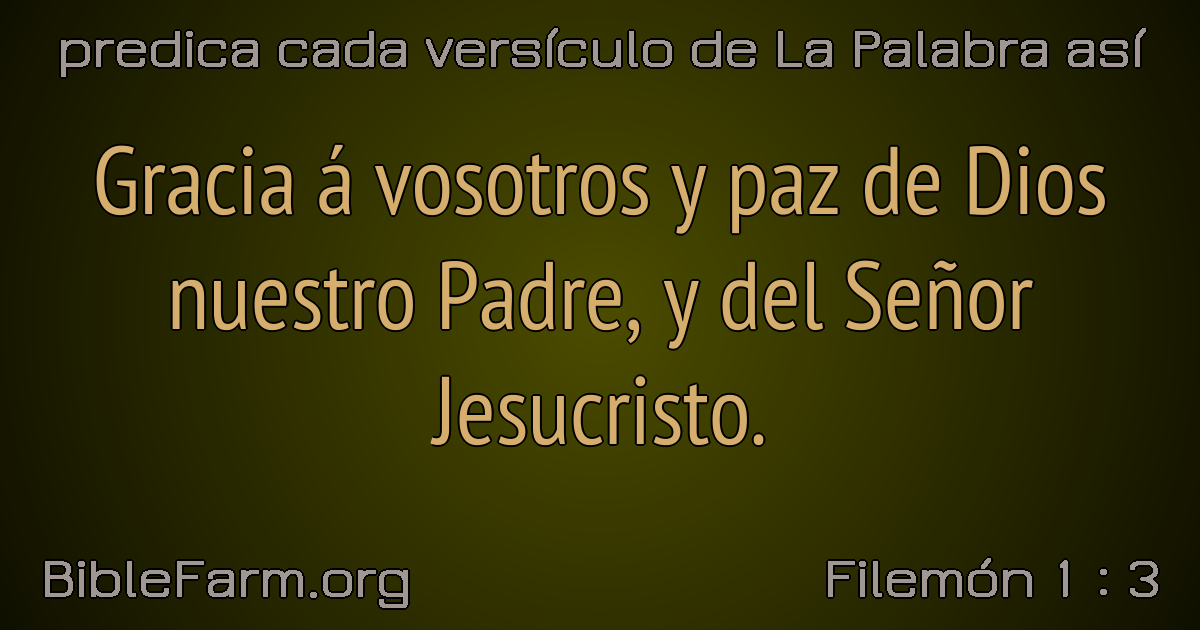 predica cada versículo de La Palabra así
Gracia á vosotros y paz de Dios
nuestro Padre, y del Señor
Jesucristo.
BibleFarm.org
Filemón 1 : 3